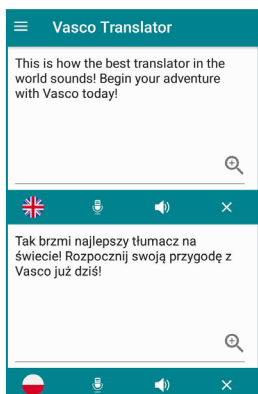 Vasco Translator
This is how the best translator in the
world sounds! Begin your adventure
with Vasco today!
Tak brzmi najlepszy tłumacz na
świecie! Rozpocznij swoją przygodę z
Vasco już dziś!